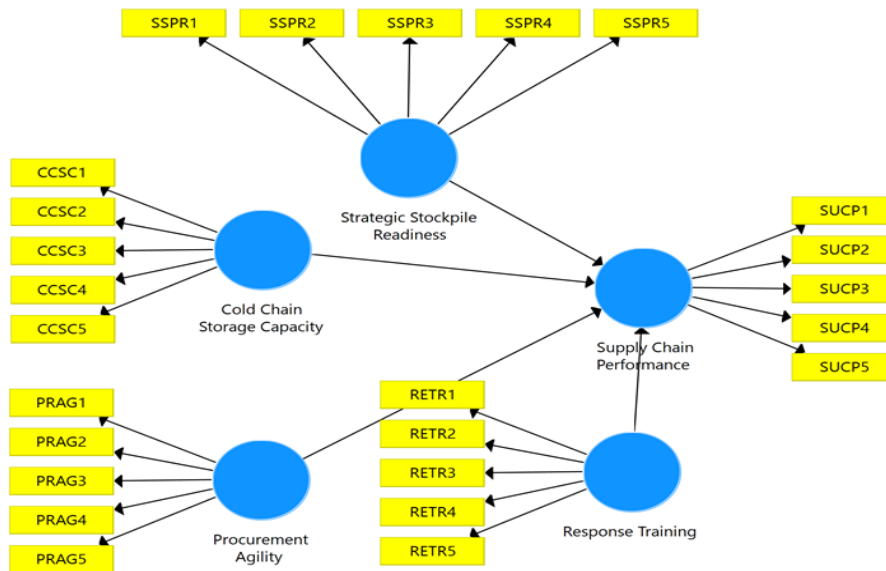 SSPR1
SSPR2
SSPR3
SSPR4
SSPR5
Strategic Stockpile
Readiness
CCSC1
CCSC2
CCSC3
CCSC4
CCSC5
Cold Chain
Storage Capacity
SUCP1
SUCP2
SUCP3
SUCP4
SUCP5
Supply Chain
Performance
PRAG1
PRAG2
PRAG3
PRAG4
PRAG5
Procurement
Agility
RETR1
RETR2
RETR3
RETR4
RETR5
Response Training